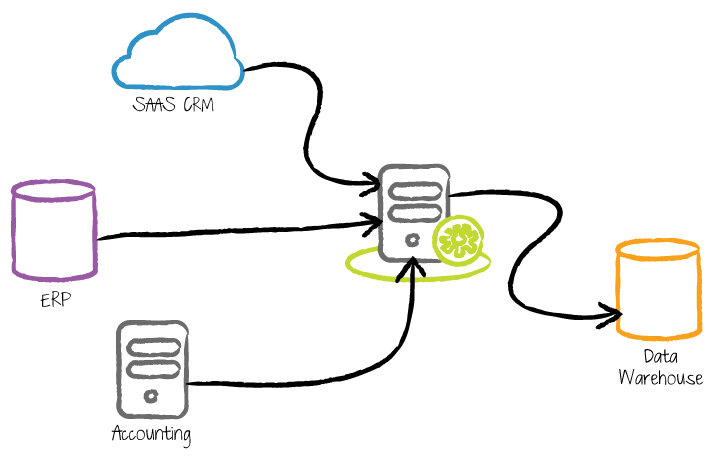 SAAS CRM
ERP
Accounting
Data
Warehouse